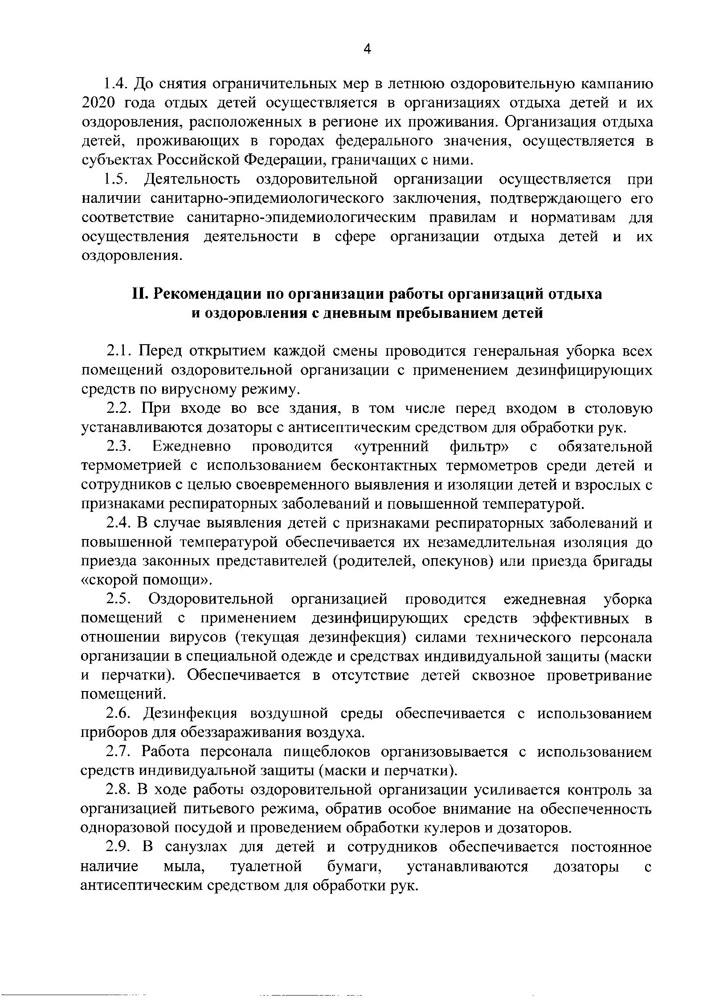 4
1.4. До снятия ограничительных мер в летнюю оздоровительную кампанию
2020 года отдых детей осуществляется в организациях отдыха детей и их
оздоровления, расположенных в регионе их проживания. Организация отдыха
детей, проживающих в городах федерального значения, осуществляется в
субъектах Российской Федерации, граничащих с ними.
1.5. Деятельность оздоровительной организации осуществляется при
наличии санитарно-эпидемиологического заключения, подтверждающего его
соответствие санитарно-эпидемиологическим правилам и нормативам для
осуществления деятельности в сфере организации отдыха детей и их
оздоровления.
II. Рекомендации по организации работы организаций отдыха
и оздоровления с дневным пребыванием детей
2.1. Перед открытием каждой смены проводится генеральная уборка всех
помещений оздоровительной организации с применением дезинфицирующих
средств по вирусному режиму.
2.2. При входе во все здания, в том числе перед входом в столовую
устанавливаются дозаторы с антисептическим средством для обработки рук.
2.3. Ежедневно проводится «утренний фильтр» с обязательной
термометрией с использованием бесконтактных термометров среди детей и
сотрудников с целью своевременного выявления и изоляции детей и взрослых с
признаками респираторных заболеваний и повышенной температурой.
2.4. В случае выявления детей с признаками респираторных заболеваний и
повышенной температурой обеспечивается их незамедлительная изоляция до
приезда законных представителей (родителей, опекунов) или приезда бригады
«скорой помощи».
2.5. Оздоровительной организацией проводится ежедневная уборка
помещений с применением дезинфицирующих средств эффективных в
отношении вирусов (текущая дезинфекция) силами технического персонала
организации в специальной одежде и средствах индивидуальной защиты (маски
и перчатки). Обеспечивается в отсутствие детей сквозное проветривание
помещений.
2.6. Дезинфекция воздушной среды обеспечивается с использованием
приборов для обеззараживания воздуха.
2.7. Работа персонала пищеблоков организовывается с использованием
средств индивидуальной защиты (маски и перчатки).
2.8. В ходе работы оздоровительной организации усиливается контроль за
организацией питьевого режима, обратив особое внимание на обеспеченность
одноразовой посудой и проведением обработки кулеров и дозаторов.
2.9. В санузлах для детей и сотрудников обеспечивается постоянное
наличие мыла, туалетной бумаги, устанавливаются дозаторы с
антисептическим средством для обработки рук.